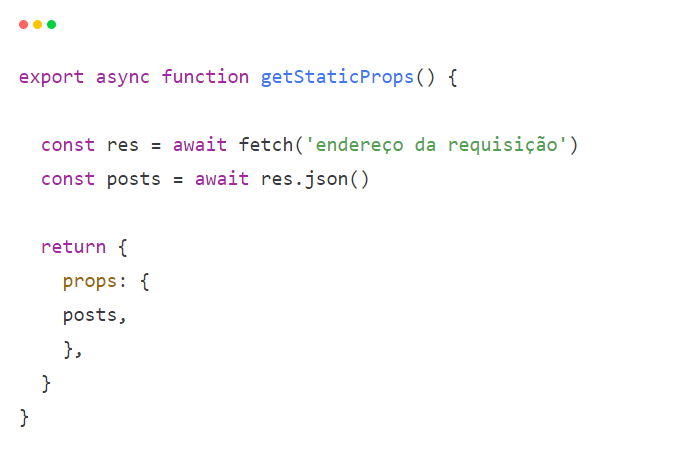 export async function getStaticProps() {
  const res = await fetch('endereço da requisição')
  const posts = await res.json()
  return {
    props: {
    posts,
    },
  }
}